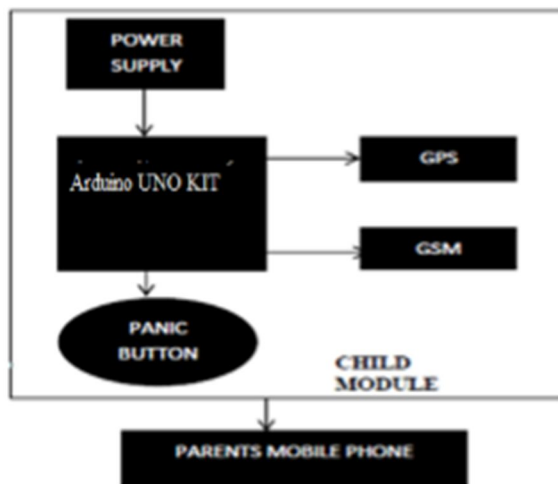 POWER
SUPPLY
Arduino UNO KIT
GPS
GSM
PANIC
BUTTON
CHILD
MODULE
PARENTS MOBILE PHONE